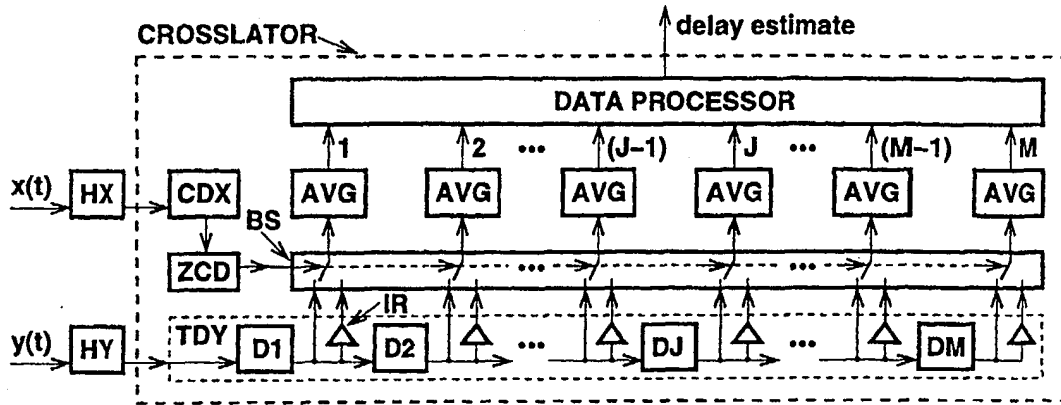 delay estimate
CROSSLATOR
DATA PROCESSOR
1 2 ••• (J−1) J ••• (M−1) M
x(t) HX CDX AVG AVG AVG AVG AVG AVG
BS
ZCD ••• •••
IR
y(t) HY TDY D1 D2 ••• DJ ••• DM